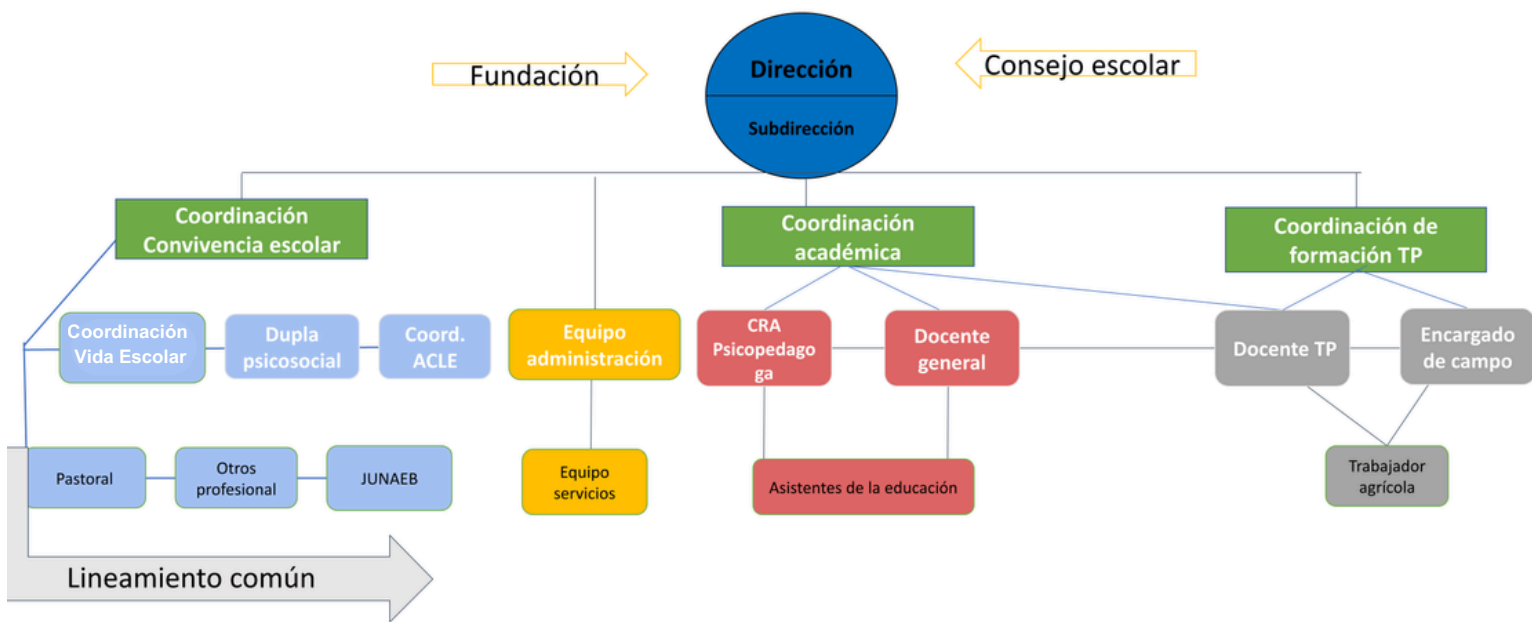 Fundación
Dirección
Consejo escolar
Subdirección
Coordinación
Convivencia escolar
Coordinación
académica
Coordinación de
formación TP
Coordinación
Vida Escolar
Dupla
psicosocial
Coord.
ACLE
Equipo
administración
CRA
Psicopedago
ga
Docente
general
Docente TP
Encargado
de campo
Pastoral
Otros
profesional
JUNAEB
Equipo
servicios
Asistentes de la educación
Trabajador
agrícola
Lineamiento común